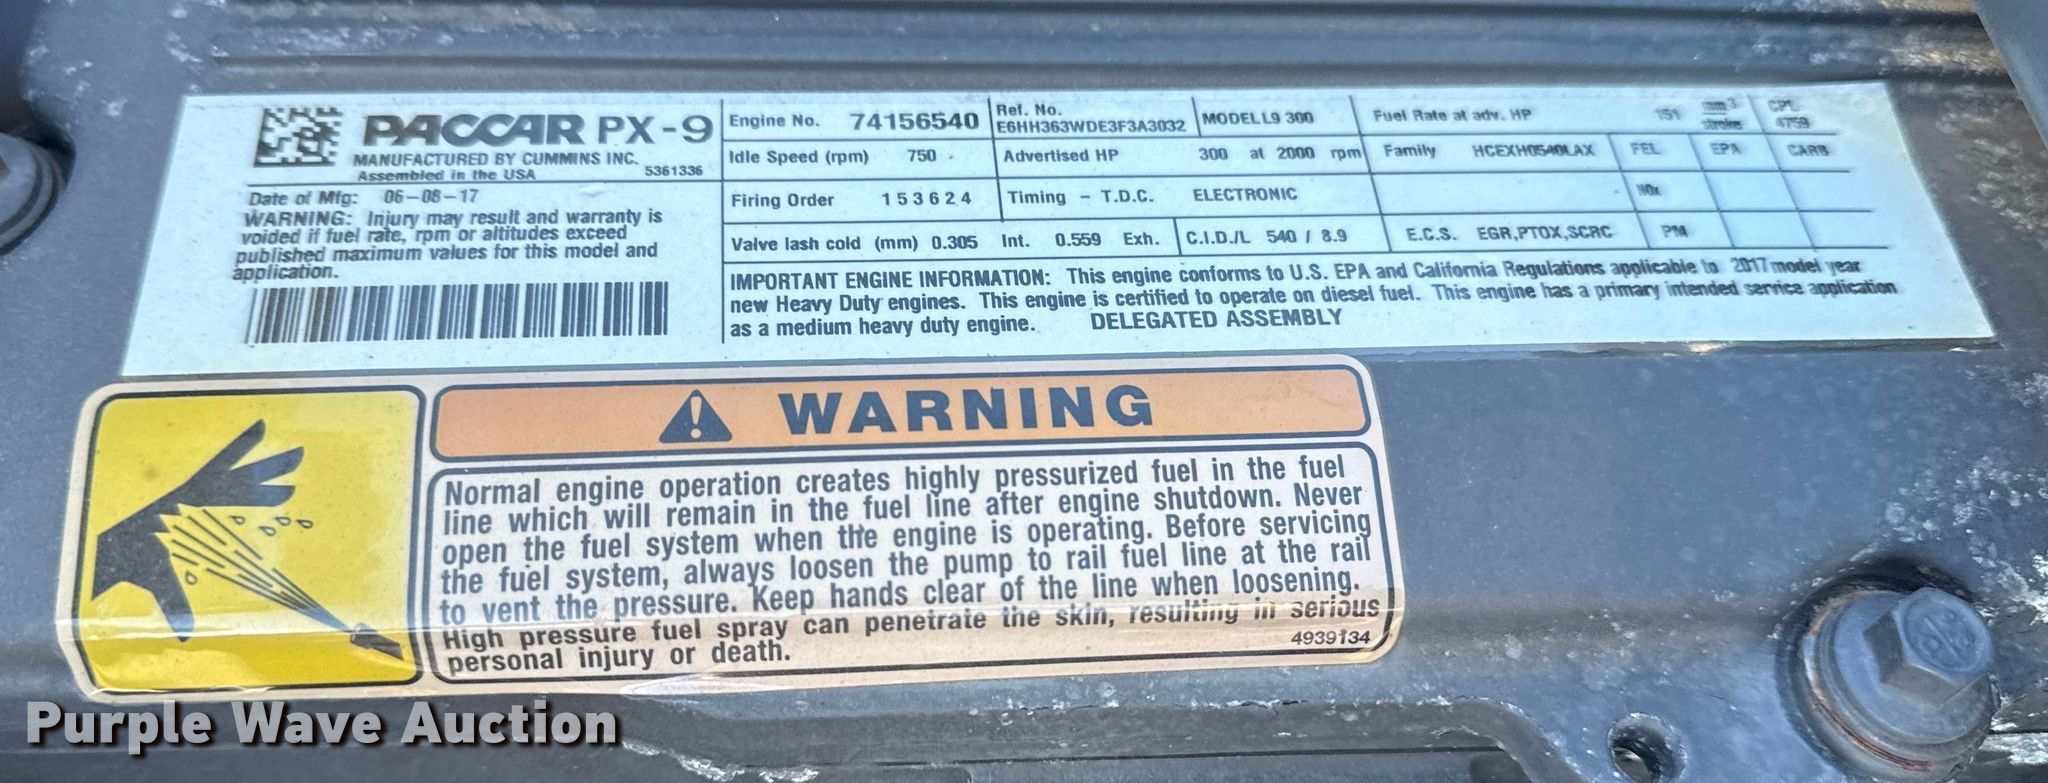 PACCAR PX-9
MANUFACTURED BY CUMMINS INC.
Assembled in the USA 5361336
Date of Mfg: 06-08-17
WARNING: Injury may result and warranty is
voided if fuel rate, rpm or altitudes exceed
published maximum values for this model and
application.
Engine No. 74156540 Ref. No. E6HH363WDE3F3A3032 MODEL L9 300 Fuel Rate at adv. HP 151 mm3 stroke CPL 4759
Idle Speed (rpm) 750 Advertised HP 300 at 2000 rpm Family HCEXH0540LAX FEL EPA CARB
Firing Order 1 5 3 6 2 4 Timing - T.D.C. ELECTRONIC NOx
Valve lash cold (mm) 0.305 Int. 0.559 Exh. C.I.D./L 540 / 8.9 E.C.S. EGR,PTOX,SCRC PM
IMPORTANT ENGINE INFORMATION: This engine conforms to U.S. EPA and California Regulations applicable to 2017 model year
new Heavy Duty engines. This engine is certified to operate on diesel fuel. This engine has a primary intended service application
as a medium heavy duty engine. DELEGATED ASSEMBLY
WARNING
Normal engine operation creates highly pressurized fuel in the fuel
line which will remain in the fuel line after engine shutdown. Never
open the fuel system when the engine is operating. Before servicing
the fuel system, always loosen the pump to rail fuel line at the rail
to vent the pressure. Keep hands clear of the line when loosening.
High pressure fuel spray can penetrate the skin, resulting in serious
personal injury or death.
4939134
Purple Wave Auction